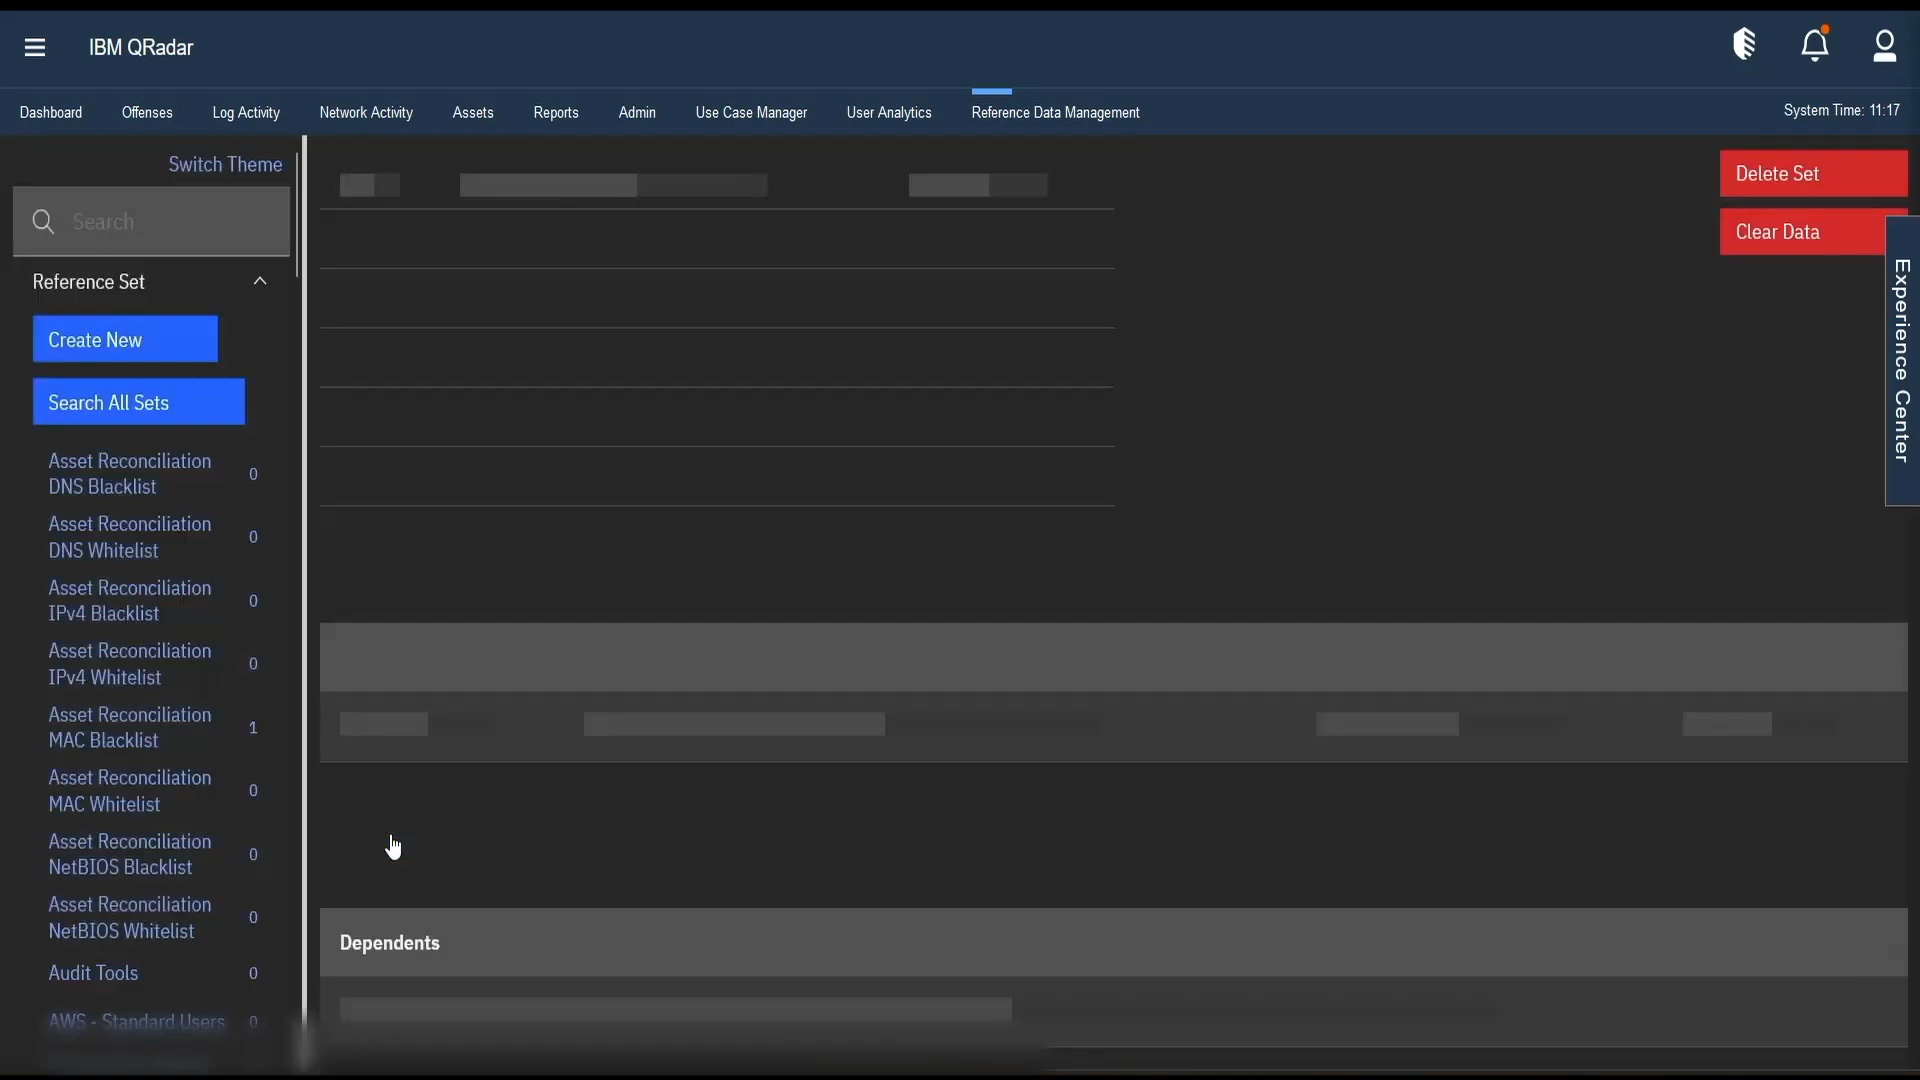 IBM QRadar
Dashboard Offenses Log Activity Network Activity Assets Reports Admin Use Case Manager User Analytics Reference Data Management System Time: 11:17
Switch Theme
Search
Reference Set
Create New
Search All Sets
Asset Reconciliation
DNS Blacklist 0
Asset Reconciliation
DNS Whitelist 0
Asset Reconciliation
IPv4 Blacklist 0
Asset Reconciliation
IPv4 Whitelist 0
Asset Reconciliation
MAC Blacklist 1
Asset Reconciliation
MAC Whitelist 0
Asset Reconciliation
NetBIOS Blacklist 0
Asset Reconciliation
NetBIOS Whitelist 0
Audit Tools 0
AWS - Standard Users 0
Delete Set
Clear Data
Experience Center
Dependents